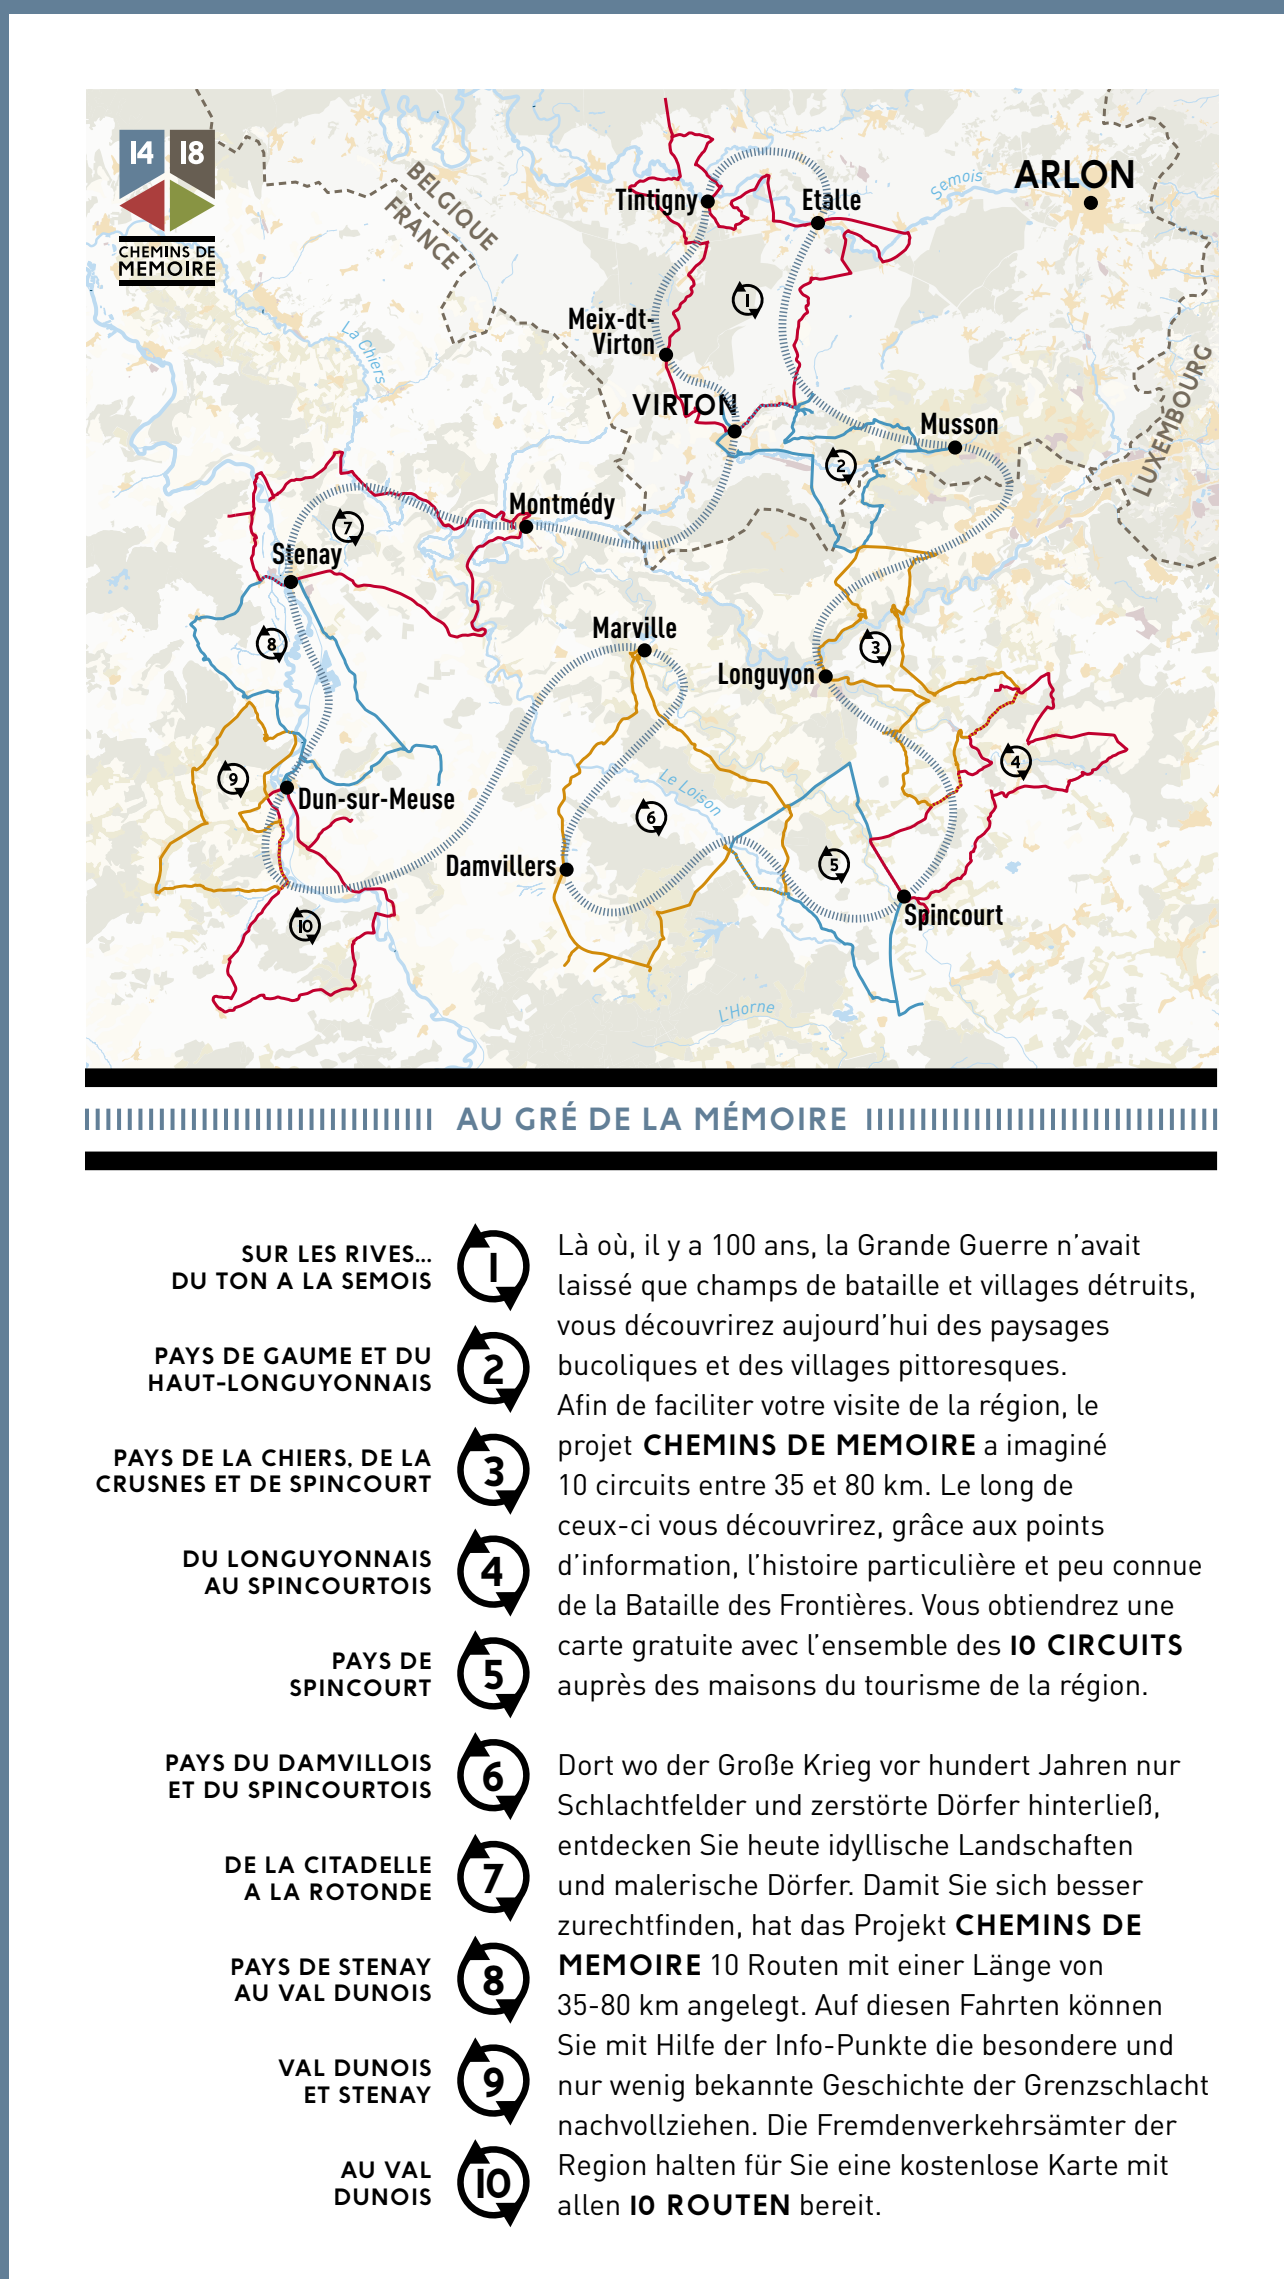 14 18
CHEMINS DE
MEMOIRE
BELGIQUE
FRANCE
Tintigny
Etalle
Semois
ARLON
1
Meix-dt-
Virton
La Chiers
LUXEMBOURG
VIRTON
Musson
2
Montmédy
7
Stenay
8
Marville
3
Longuyon
9
Dun-sur-Meuse
Le Loison
4
6
Damvillers
5
10
Spincourt
L'Horne
AU GRÉ DE LA MÉMOIRE
SUR LES RIVES...
DU TON A LA SEMOIS
1
PAYS DE GAUME ET DU
HAUT-LONGUYONNAIS
2
PAYS DE LA CHIERS, DE LA
CRUSNES ET DE SPINCOURT
3
DU LONGUYONNAIS
AU SPINCOURTOIS
4
PAYS DE
SPINCOURT
5
PAYS DU DAMVILLOIS
ET DU SPINCOURTOIS
6
DE LA CITADELLE
A LA ROTONDE
7
PAYS DE STENAY
AU VAL DUNOIS
8
VAL DUNOIS
ET STENAY
9
AU VAL
DUNOIS
10
Là où, il y a 100 ans, la Grande Guerre n'avait
laissé que champs de bataille et villages détruits,
vous découvrirez aujourd'hui des paysages
bucoliques et des villages pittoresques.
Afin de faciliter votre visite de la région, le
projet CHEMINS DE MEMOIRE a imaginé
10 circuits entre 35 et 80 km. Le long de
ceux-ci vous découvrirez, grâce aux points
d'information, l'histoire particulière et peu connue
de la Bataille des Frontières. Vous obtiendrez une
carte gratuite avec l'ensemble des 10 CIRCUITS
auprès des maisons du tourisme de la région.
Dort wo der Große Krieg vor hundert Jahren nur
Schlachtfelder und zerstörte Dörfer hinterließ,
entdecken Sie heute idyllische Landschaften
und malerische Dörfer. Damit Sie sich besser
zurechtfinden, hat das Projekt CHEMINS DE
MEMOIRE 10 Routen mit einer Länge von
35-80 km angelegt. Auf diesen Fahrten können
Sie mit Hilfe der Info-Punkte die besondere und
nur wenig bekannte Geschichte der Grenzschlacht
nachvollziehen. Die Fremdenverkehrsämter der
Region halten für Sie eine kostenlose Karte mit
allen 10 ROUTEN bereit.